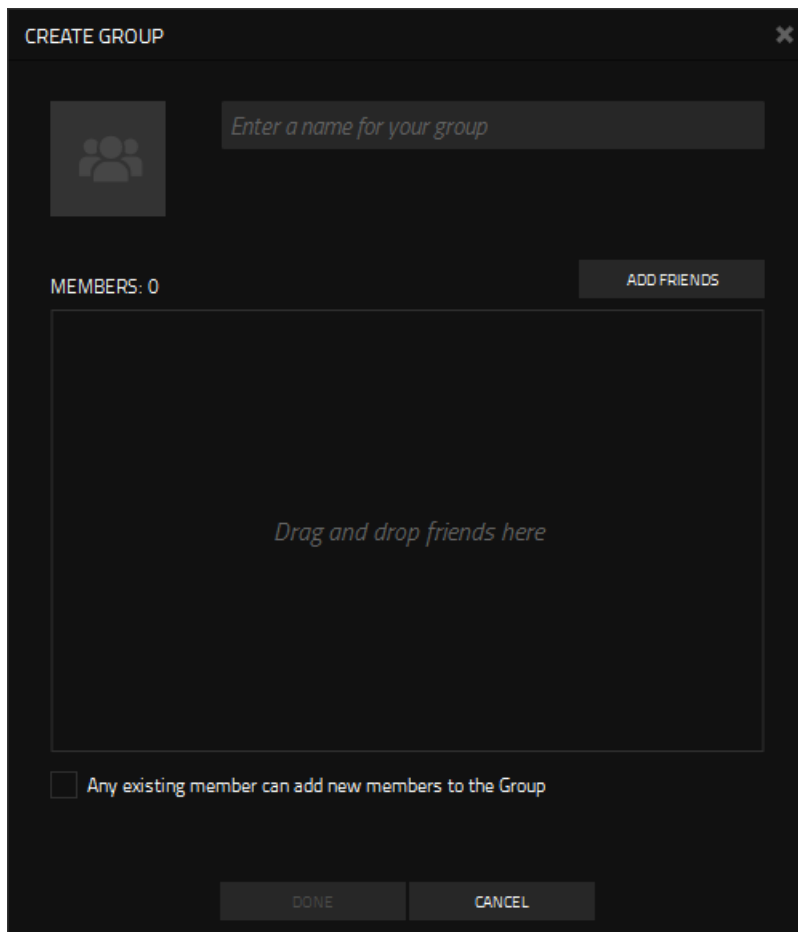 CREATE GROUP
Enter a name for your group
ADD FRIENDS
MEMBERS: 0
Drag and drop friends here
Any existing member can add new members to the Group
DONE
CANCEL